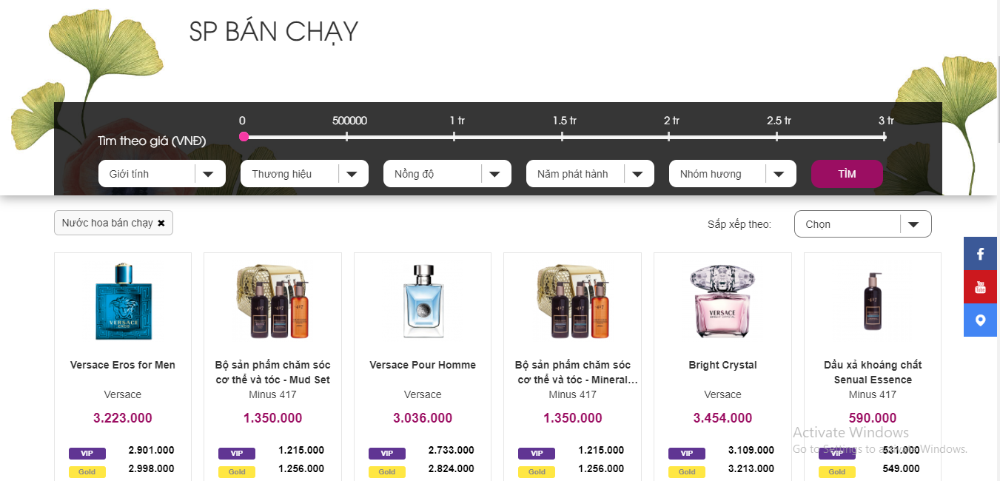 SP BÁN CHẠY
0 500000 1 tr 1.5 tr 2 tr 2.5 tr 3 tr
Tìm theo giá (VNĐ)
Giới tính Thương hiệu Nồng độ Năm phát hành Nhóm hương TÌM
Nước hoa bán chạy ✖ Sắp xếp theo: Chọn
VERSACE
EROS
417
VERSACE
BRIGHT CRYSTAL
Versace Eros for Men
Versace
3.223.000
VIP 2.901.000
Gold 2.998.000
Bộ sản phẩm chăm sóc
cơ thể và tóc - Mud Set
Minus 417
1.350.000
VIP 1.215.000
Gold 1.256.000
Versace Pour Homme
Versace
3.036.000
VIP 2.733.000
Gold 2.824.000
Bộ sản phẩm chăm sóc
cơ thể và tóc - Mineral...
Minus 417
1.350.000
VIP 1.215.000
Gold 1.256.000
Bright Crystal
Versace
3.454.000
VIP 3.109.000
Gold 3.213.000
Dầu xả khoáng chất
Senual Essence
Minus 417
590.000
VIP 531.000
Gold 549.000
Activate Windows
Go to Settings to activate Windows.